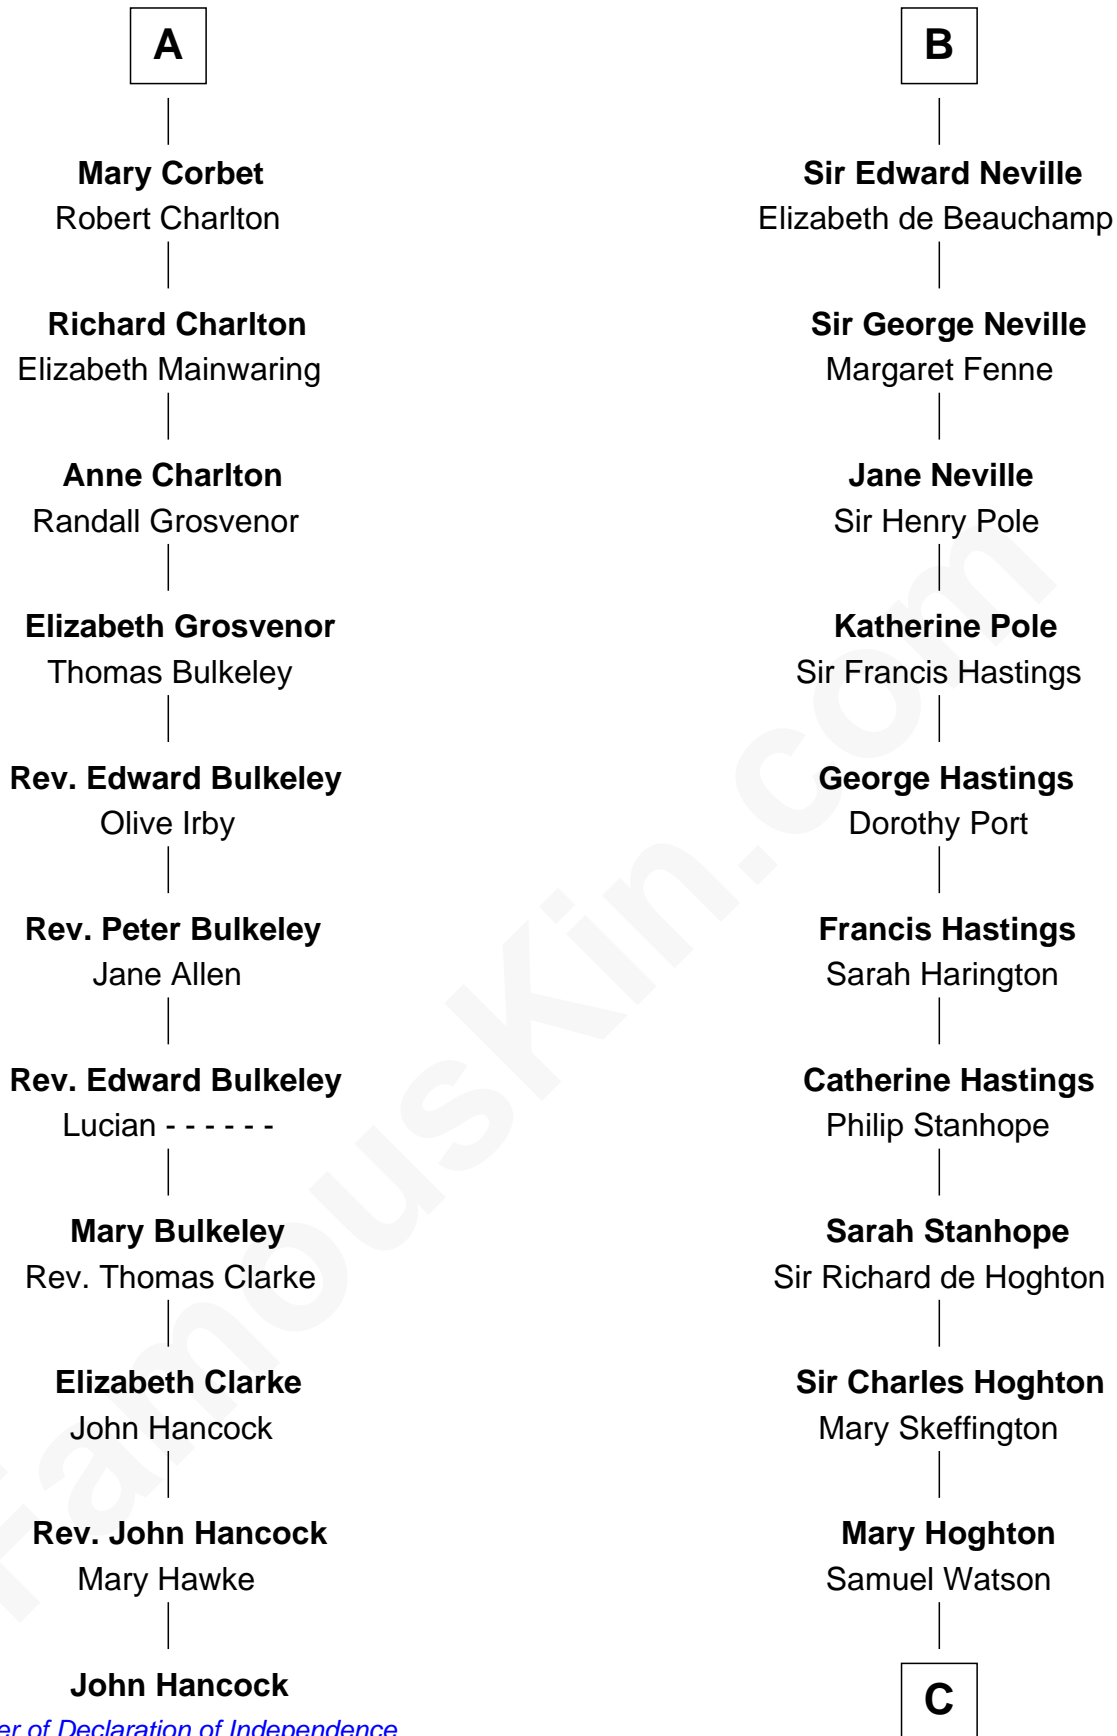 A
Mary Corbet
Robert Charlton
Richard Charlton
Elizabeth Mainwaring
Anne Charlton
Randall Grosvenor
Elizabeth Grosvenor
Thomas Bulkeley
Rev. Edward Bulkeley
Olive Irby
Rev. Peter Bulkeley
Jane Allen
Rev. Edward Bulkeley
Lucian - - - - - -
Mary Bulkeley
Rev. Thomas Clarke
Elizabeth Clarke
John Hancock
Rev. John Hancock
Mary Hawke
John Hancock
er of Declaration of Independence
B
Sir Edward Neville
Elizabeth de Beauchamp
Sir George Neville
Margaret Fenne
Jane Neville
Sir Henry Pole
Katherine Pole
Sir Francis Hastings
George Hastings
Dorothy Port
Francis Hastings
Sarah Harington
Catherine Hastings
Philip Stanhope
Sarah Stanhope
Sir Richard de Hoghton
Sir Charles Hoghton
Mary Skeffington
Mary Hoghton
Samuel Watson
C
FamousKin.com